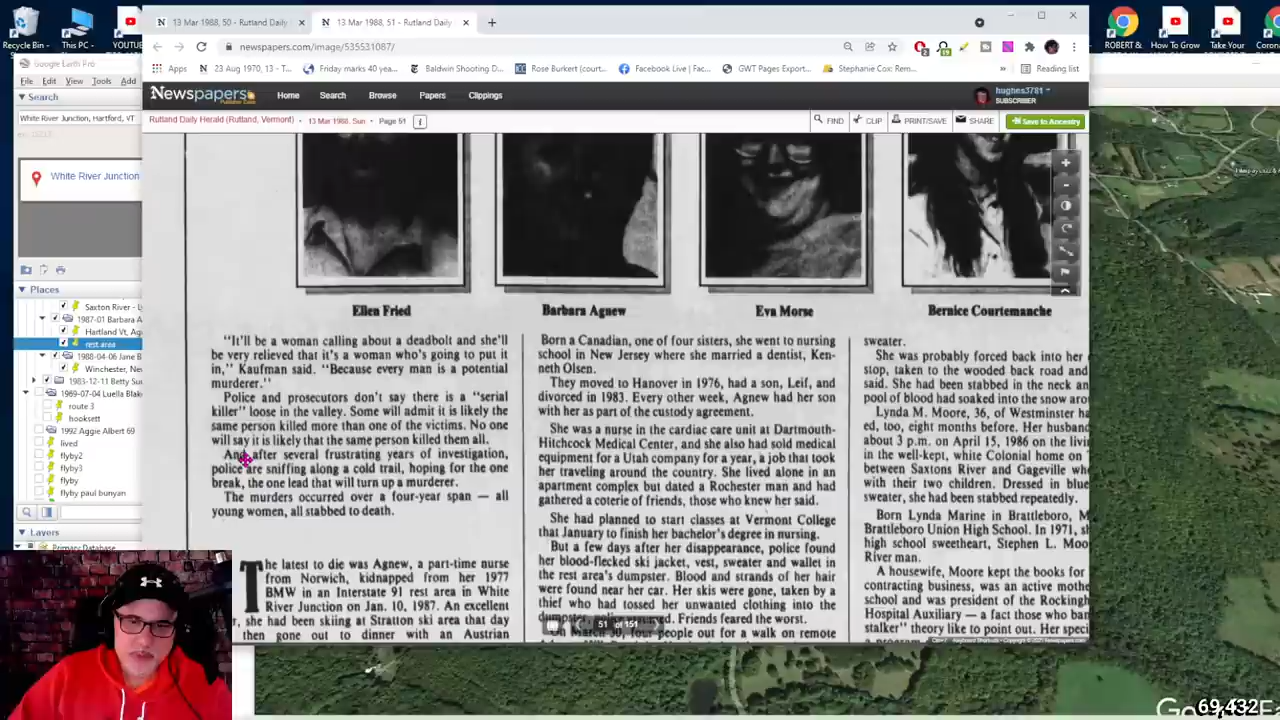 Recycle Bin -
This PC -
YOUTUBE
ROBERT &
How To Grow
Take Your
Corona
13 Mar 1988, 50 - Rutland Daily
13 Mar 1988, 51 - Rutland Daily
newspapers.com/image/535531087/
Apps
23 Aug 1970, 13 - T...
Friday marks 40 yea...
Baldwin Shooting D...
Rose Burkert (court...
Facebook Live | Fac...
GWT Pages Export...
Stephanie Cox: Rem...
»
Reading list
Newspapers
Home
Search
Browse
Papers
Clippings
hughes3781
SUBSCRIBER
Rutland Daily Herald (Rutland, Vermont)
13 Mar 1988, Sun
Page 51
FIND
CLIP
PRINT/SAVE
SHARE
Save to Ancestry
Google Earth Pro
File
Edit
View
Tools
Add
Search
White River Junction, Hartford, VT
White River Junction
Places
Saxton River - L
1987-01 Barbara A
Hartland Vt, Ag
rest area
1988-04-06 Jane B
Winchester, Ne
1983-12-11 Betty Su
1969-07-04 Luella Blake
route 3
hooksett
1992 Aggie Albert 69
lived
flyby2
flyby3
flyby
flyby paul bunyan
Layers
Primary Database
Ellen Fried
Barbara Agnew
Eva Morse
Bernice Courtemanche
"It'll be a woman calling about a deadbolt and she'll
be very relieved that it's a woman who's going to put it
in," Kaufman said. "Because every man is a potential
murderer."
Police and prosecutors don't say there is a "serial
killer" loose in the valley. Some will admit it is likely the
same person killed more than one of the victims. No one
will say it is likely that the same person killed them all.
And after several frustrating years of investigation,
police are sniffing along a cold trail, hoping for the one
break, the one lead that will turn up a murderer.
The murders occurred over a four-year span — all
young women, all stabbed to death.
The latest to die was Agnew, a part-time nurse
from Norwich, kidnapped from her 1977
BMW in an Interstate 91 rest area in White
River Junction on Jan. 10, 1987. An excellent
she had been skiing at Stratton ski area that day
then gone out to dinner with an Austrian
Born a Canadian, one of four sisters, she went to nursing
school in New Jersey where she married a dentist, Ken-
neth Olsen.
They moved to Hanover in 1976, had a son, Leif, and
divorced in 1983. Every other week, Agnew had her son
with her as part of the custody agreement.
She was a nurse in the cardiac care unit at Dartmouth-
Hitchcock Medical Center, and she also had sold medical
equipment for a Utah company for a year, a job that took
her traveling around the country. She lived alone in an
apartment complex but dated a Rochester man and had
gathered a coterie of friends, those who knew her said.
She had planned to start classes at Vermont College
that January to finish her bachelor's degree in nursing.
But a few days after her disappearance, police found
her blood-flecked ski jacket, vest, sweater and wallet in
the rest area's dumpster. Blood and strands of her hair
were found near her car. Her skis were gone, taken by a
thief who had tossed her unwanted clothing into the
dumpster, Friends feared the worst.
On March 30, four people out for a walk on remote
51 of 151
sweater.
She was probably forced back into her
stop, taken to the wooded back road and
said. She had been stabbed in the neck an
pool of blood had soaked into the snow arou
Lynda M. Moore, 36, of Westminster ha
ed, too, eight months before. Her husband
about 3 p.m. on April 15, 1986 on the livin
in the well-kept, white Colonial home on
between Saxtons River and Gageville wh
with their two children. Dressed in blue
sweater, she had been stabbed repeatedly.
Born Lynda Marine in Brattleboro, M
Brattleboro Union High School. In 1971, s
high school sweetheart, Stephen L. Moo
River man.
A housewife, Moore kept the books for
contracting business, was an active mothe
school and was president of the Rockingh
Hospital Auxiliary — a fact those who ban
stalker" theory like to point out. Her speci
69,432